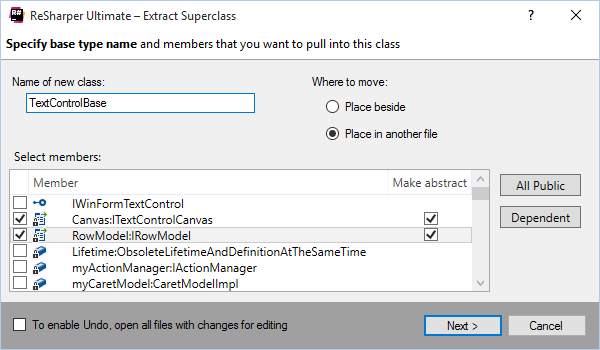 R# ReSharper Ultimate – Extract Superclass
Specify base type name and members that you want to pull into this class
Name of new class:
TextControlBase
Where to move:
Place beside
Place in another file
Select members:
Member Make abstract
IWinFormTextControl
Canvas:ITextControlCanvas
RowModel:IRowModel
Lifetime:ObsoleteLifetimeAndDefinitionAtTheSameTime
myActionManager:IActionManager
myCaretModel:CaretModelImpl
All Public
Dependent
To enable Undo, open all files with changes for editing
Next >
Cancel